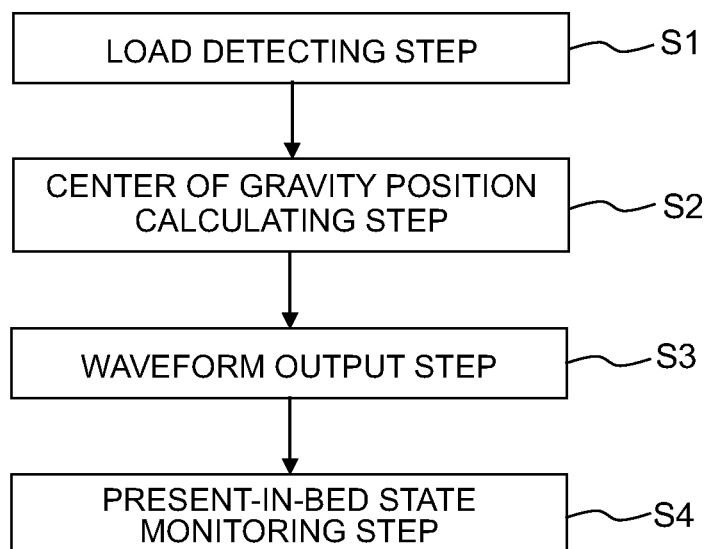 LOAD DETECTING STEP
S1
CENTER OF GRAVITY POSITION
CALCULATING STEP
S2
WAVEFORM OUTPUT STEP
S3
PRESENT-IN-BED STATE
MONITORING STEP
S4